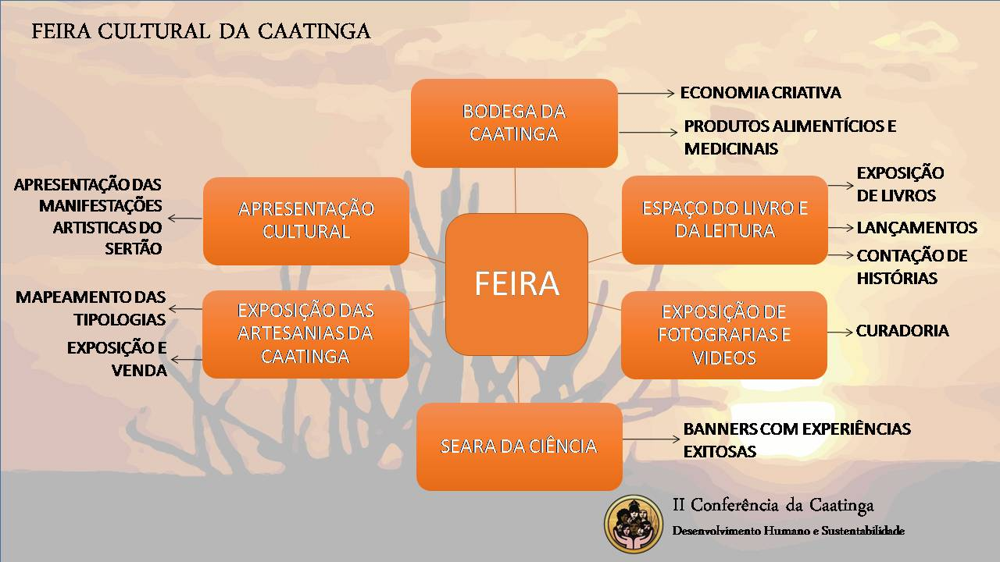 FEIRA CULTURAL DA CAATINGA
BODEGA DA
CAATINGA
ECONOMIA CRIATIVA
PRODUTOS ALIMENTÍCIOS E
MEDICINAIS
APRESENTAÇÃO DAS
MANIFESTAÇÕES
ARTISTICAS DO
SERTÃO
APRESENTAÇÃO
CULTURAL
ESPAÇO DO LIVRO E
DA LEITURA
EXPOSIÇÃO
DE LIVROS
LANÇAMENTOS
CONTAÇÃO DE
HISTÓRIAS
FEIRA
MAPEAMENTO DAS
TIPOLOGIAS
EXPOSIÇÃO E
VENDA
EXPOSIÇÃO DAS
ARTESANIAS DA
CAATINGA
EXPOSIÇÃO DE
FOTOGRAFIAS E
VIDEOS
CURADORIA
SEARA DA CIÊNCIA
BANNERS COM EXPERIÊNCIAS
EXITOSAS
II Conferência da Caatinga
Desenvolvimento Humano e Sustentabilidade